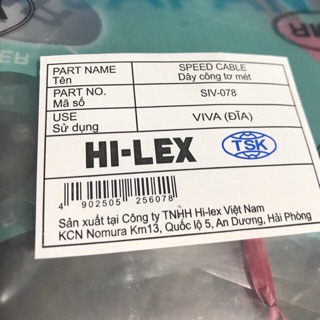 PART NAME SPEED CABLE
Tên Dây công tơ mét
PART NO. SIV-078
Mã số
USE VIVA (ĐĨA)
Sử dụng
HI-LEX TSK
4 902505 256078
Sản xuất tại Công ty TNHH Hi-lex Việt Nam
KCN Nomura Km13, Quốc lộ 5, An Dương, Hải Phòng